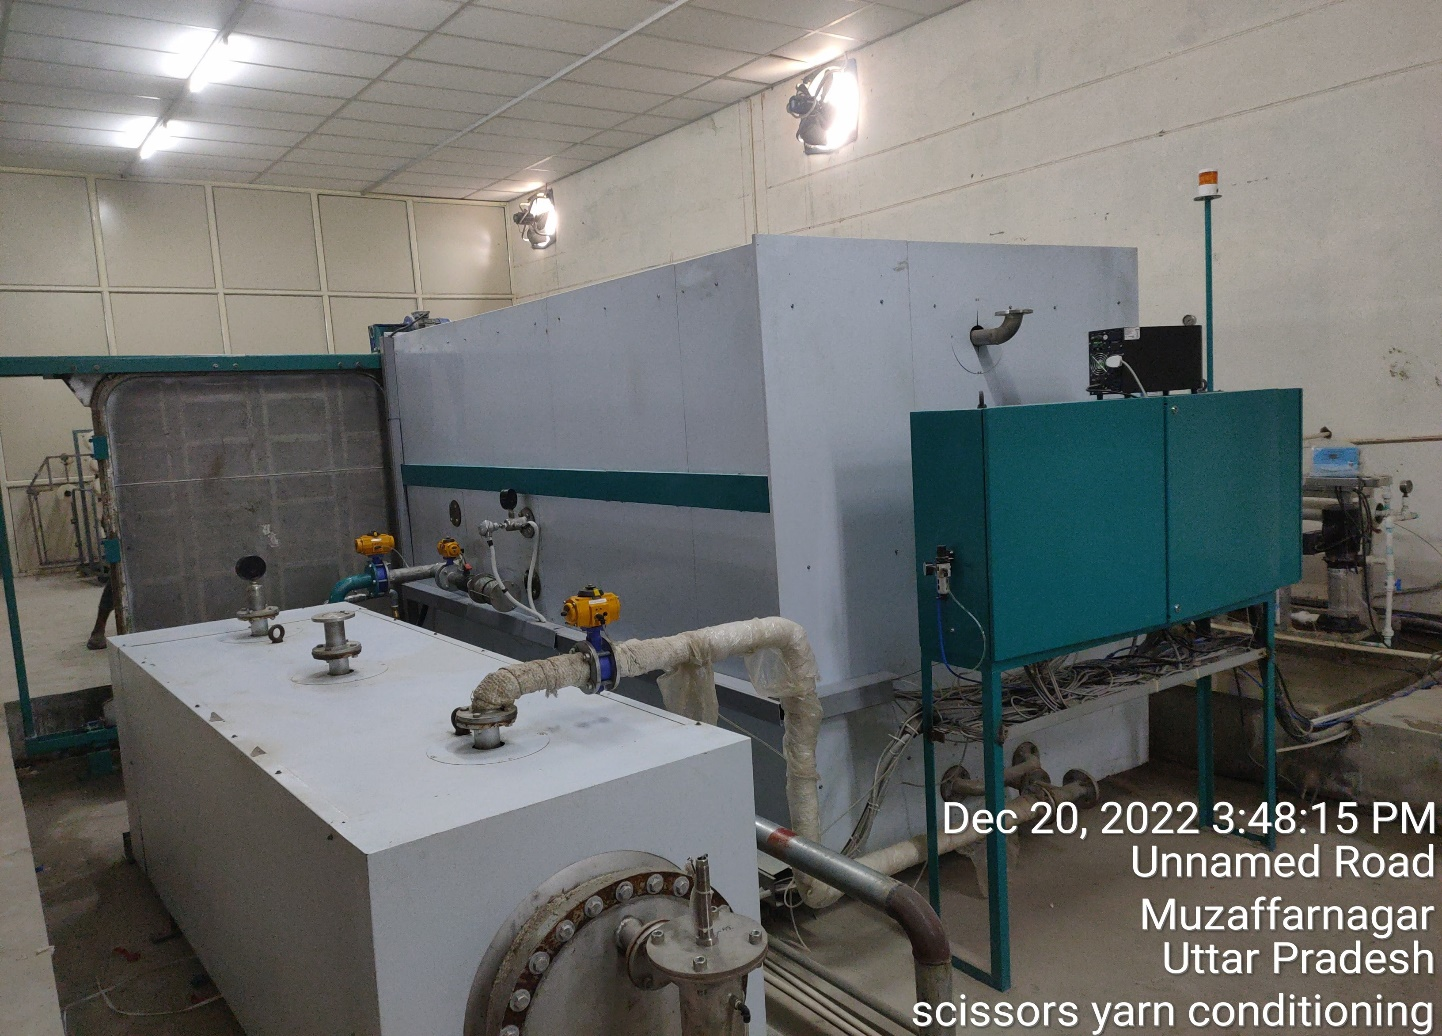 Dec 20, 2022 3:48:15 PM
Unnamed Road
Muzaffarnagar
Uttar Pradesh
scissors yarn conditioning